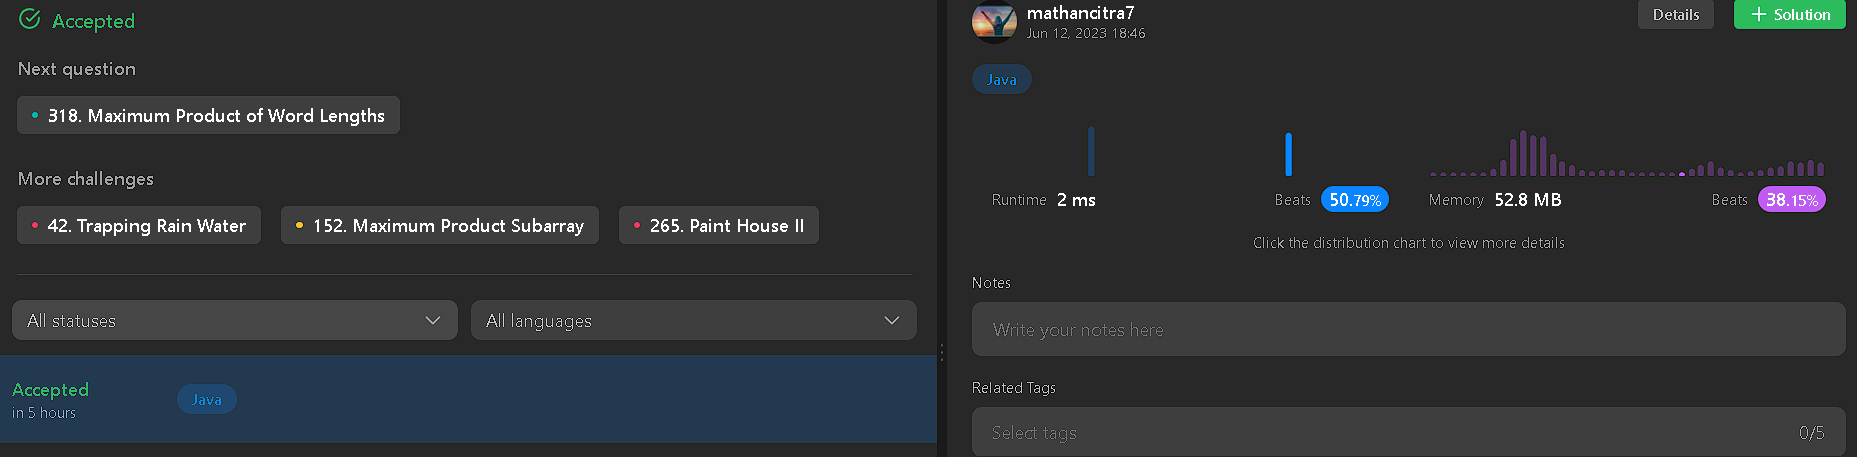 Accepted
Next question
318. Maximum Product of Word Lengths
More challenges
42. Trapping Rain Water
152. Maximum Product Subarray
265. Paint House II
All statuses
All languages
Accepted
in 5 hours
Java
mathancitra7
Jun 12, 2023 18:46
Details
+ Solution
Java
Runtime 2 ms
Beats 50.79%
Memory 52.8 MB
Beats 38.15%
Click the distribution chart to view more details
Notes
Write your notes here
Related Tags
Select tags
0/5